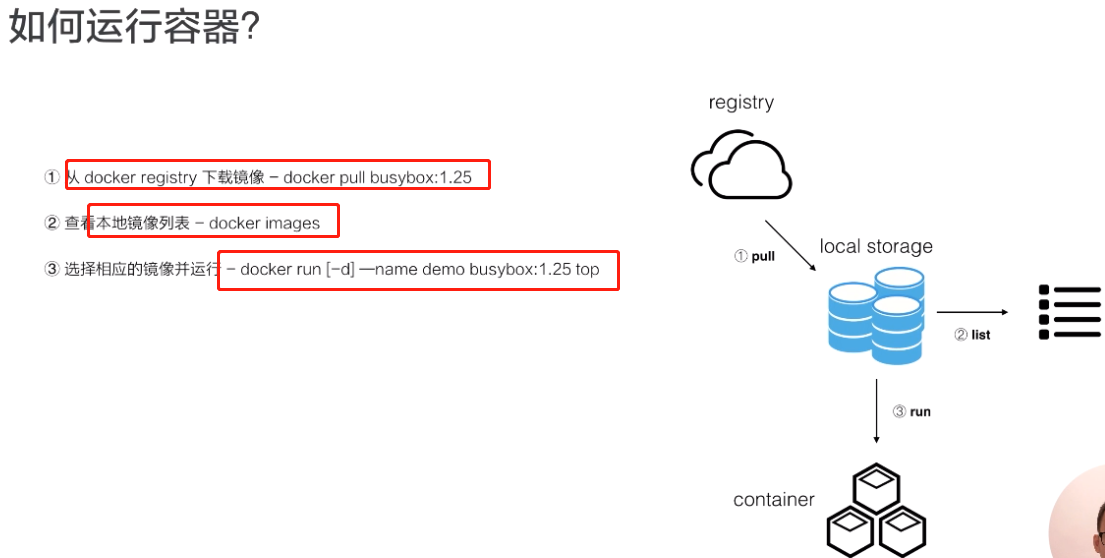 如何运行容器?
① 从 docker registry 下载镜像 – docker pull busybox:1.25
② 查看本地镜像列表 – docker images
③ 选择相应的镜像并运行 – docker run [-d] —name demo busybox:1.25 top
registry
① pull
local storage
② list
③ run
container